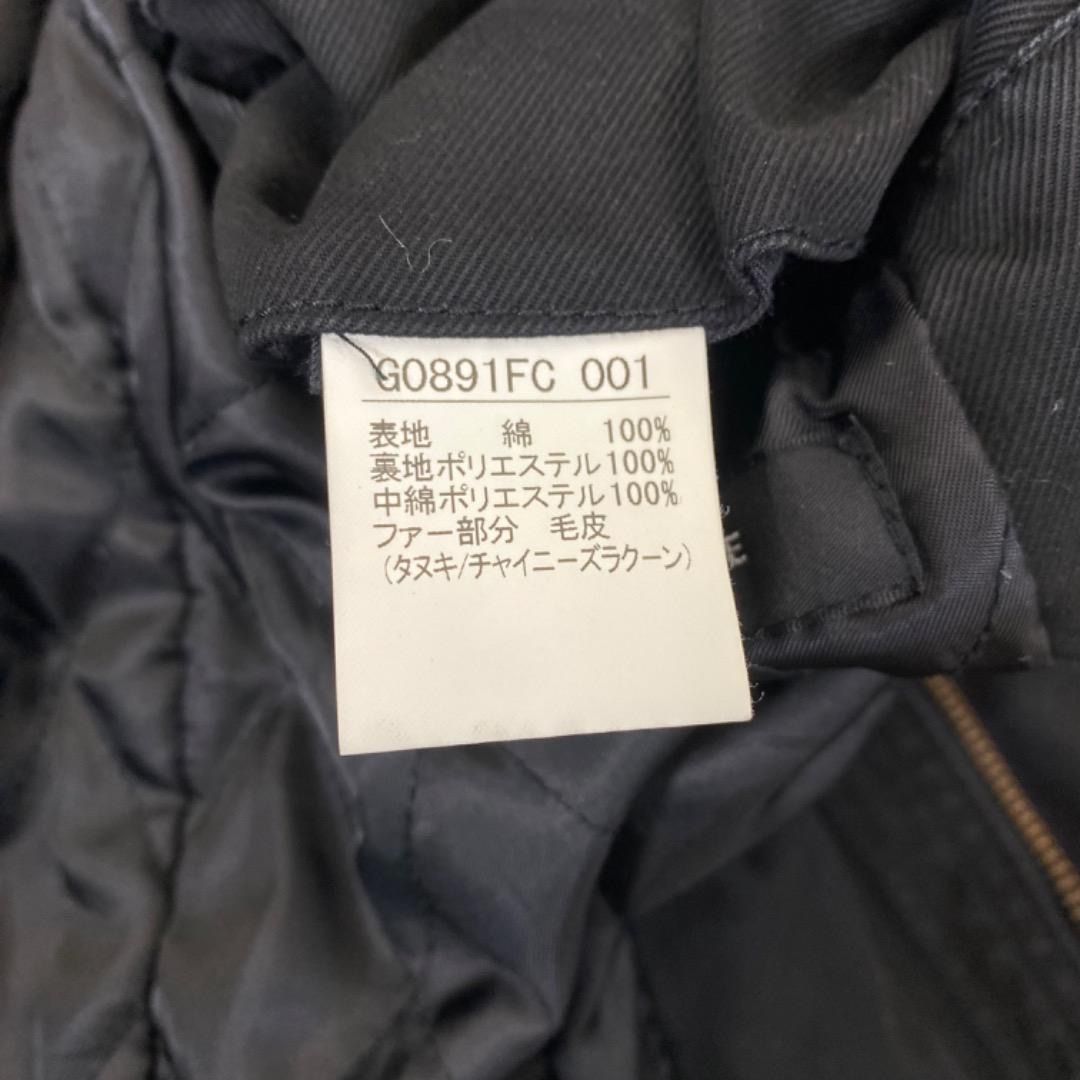 G0891FC 001
表地 綿 100%
裏地ポリエステル100%
中綿ポリエステル100%
ファー部分 毛皮
(タヌキ/チャイニーズラクーン)